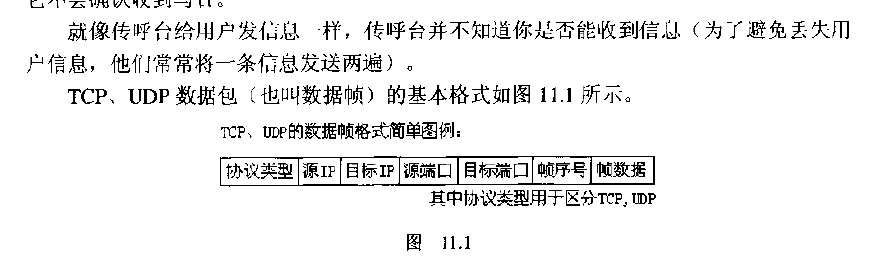 就像传呼台给用户发信息一样，传呼台并不知道你是否能收到信息（为了避免丢失用
户信息，他们常常将一条信息发送两遍）。
TCP、UDP 数据包（也叫数据帧）的基本格式如图 11.1 所示。
TCP、UDP的数据帧格式简单图例：
协议类型 源IP 目标IP 源端口 目标端口 帧序号 帧数据
其中协议类型用于区分TCP,UDP
图 11.1